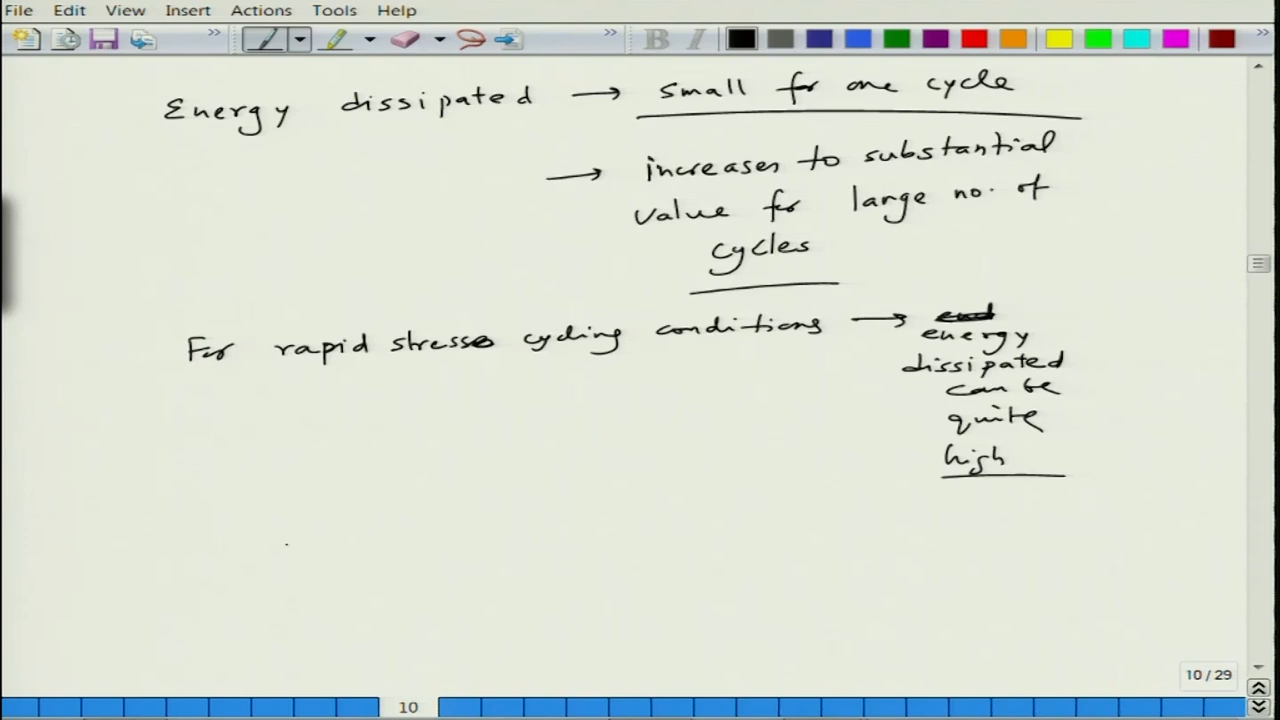 File Edit View Insert Actions Tools Help
Energy dissipated → small for one cycle
→ increases to substantial
value for large no. of
cycles
For rapid stress cycling conditions →
energy
dissipated
can be
quite
high
10 / 29
10